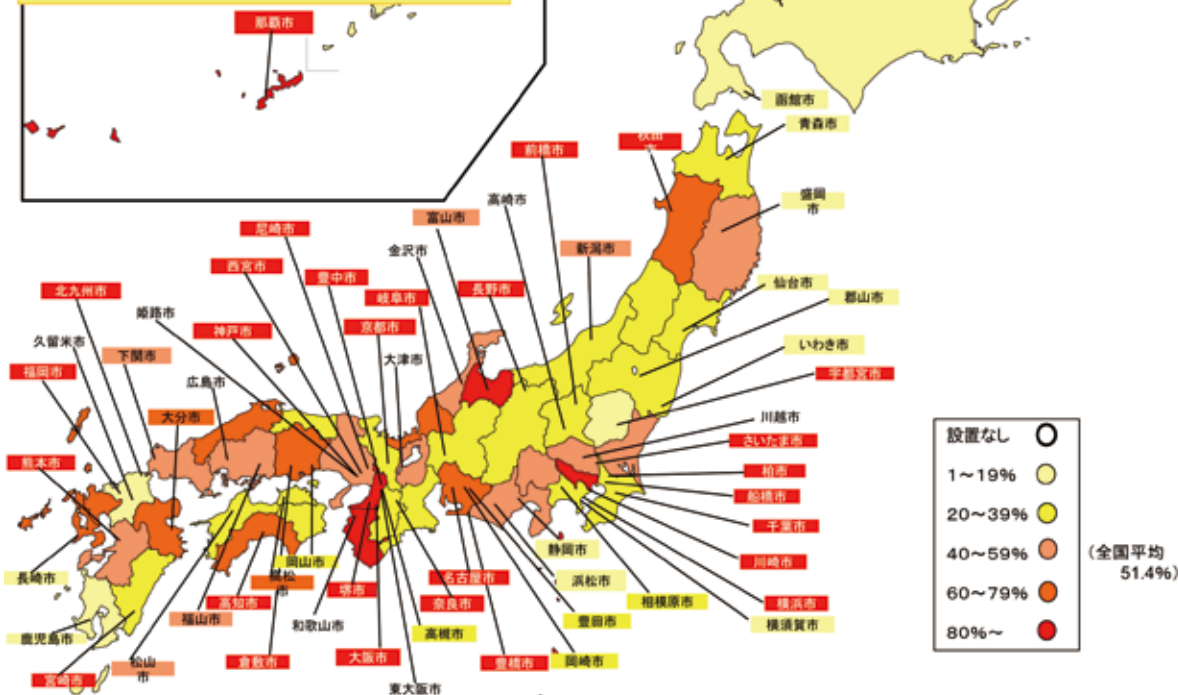 那覇市
函館市
青森市
秋田
市
前橋市
高崎市
富山市
盛岡
市
尼崎市
金沢市
新潟市
西宮市
豊中市
岐阜市
長野市
仙台市
北九州市
郡山市
姫路市
神戸市
京都市
久留米市
下関市
大津市
いわき市
福岡市
宇都宮市
広島市
大分市
川越市
さいたま市
熊本市
柏市
船橋市
千葉市
静岡市
川崎市
岡山市
長崎市
高松
市
名古屋市
浜松市
高知市
堺市
奈良市
相模原市
横浜市
福山市
和歌山市
豊田市
横須賀市
鹿児島市
高槻市
松山
市
倉敷市
大阪市
豊橋市
岡崎市
宮崎市
東大阪市
設置なし
1~19%
20~39%
40~59%
60~79%
80%~
(全国平均
51.4%)